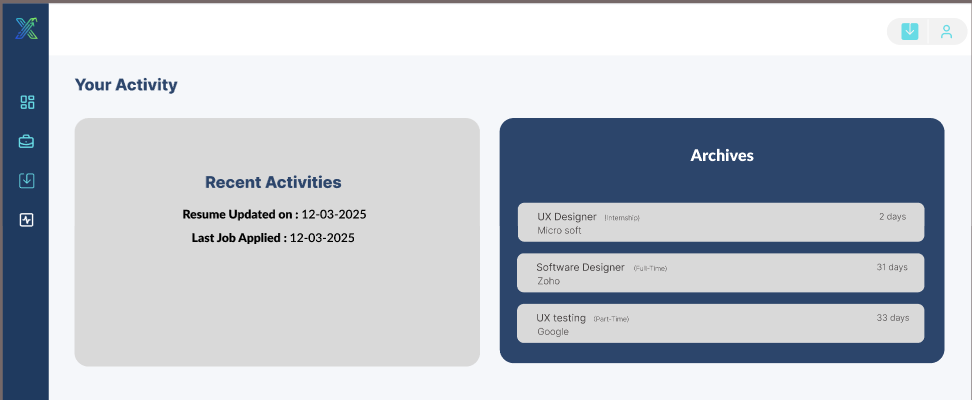 Your Activity
Recent Activities
Resume Updated on : 12-03-2025
Last Job Applied : 12-03-2025
Archives
UX Designer (Internship) 2 days
Micro soft
Software Designer (Full-Time) 31 days
Zoho
UX testing (Part-Time) 33 days
Google